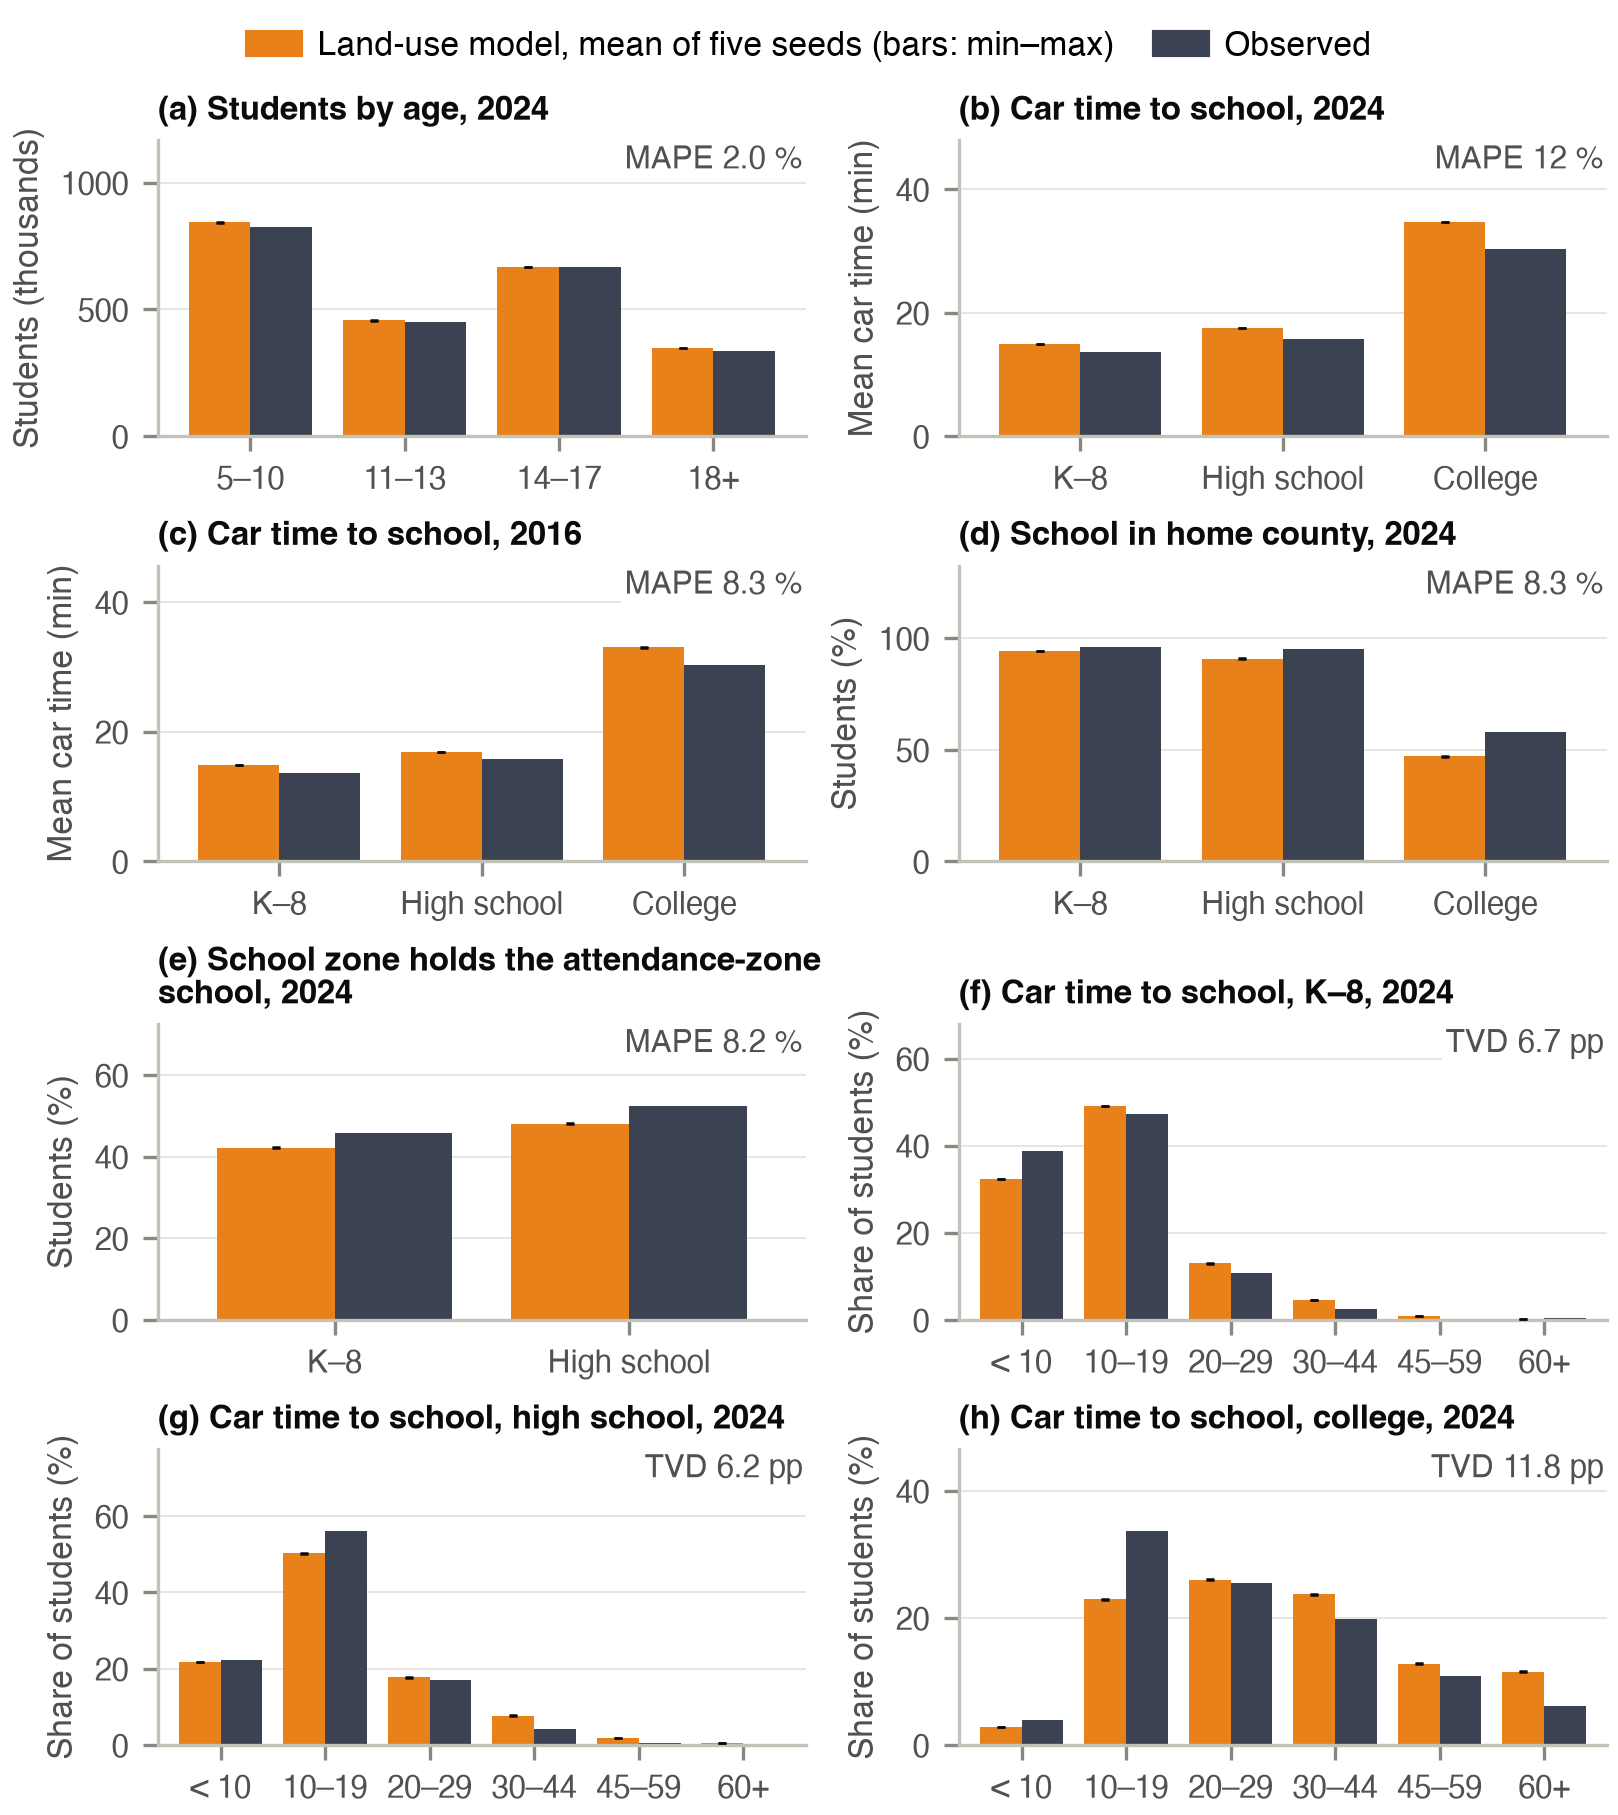 Land-use model, mean of five seeds (bars: min–max)
Observed
(a) Students by age, 2024
MAPE 2.0 %
Students (thousands)
1000
500
0
5–10
11–13
14–17
18+
(b) Car time to school, 2024
MAPE 12 %
Mean car time (min)
40
20
0
K–8
High school
College
(c) Car time to school, 2016
MAPE 8.3 %
Mean car time (min)
40
20
0
K–8
High school
College
(d) School in home county, 2024
MAPE 8.3 %
Students (%)
100
50
0
K–8
High school
College
(e) School zone holds the attendance-zone
school, 2024
MAPE 8.2 %
Students (%)
60
40
20
0
K–8
High school
(f) Car time to school, K–8, 2024
TVD 6.7 pp
Share of students (%)
60
40
20
0
< 10
10–19
20–29
30–44
45–59
60+
(g) Car time to school, high school, 2024
TVD 6.2 pp
Share of students (%)
60
40
20
0
< 10
10–19
20–29
30–44
45–59
60+
(h) Car time to school, college, 2024
TVD 11.8 pp
Share of students (%)
40
20
0
< 10
10–19
20–29
30–44
45–59
60+